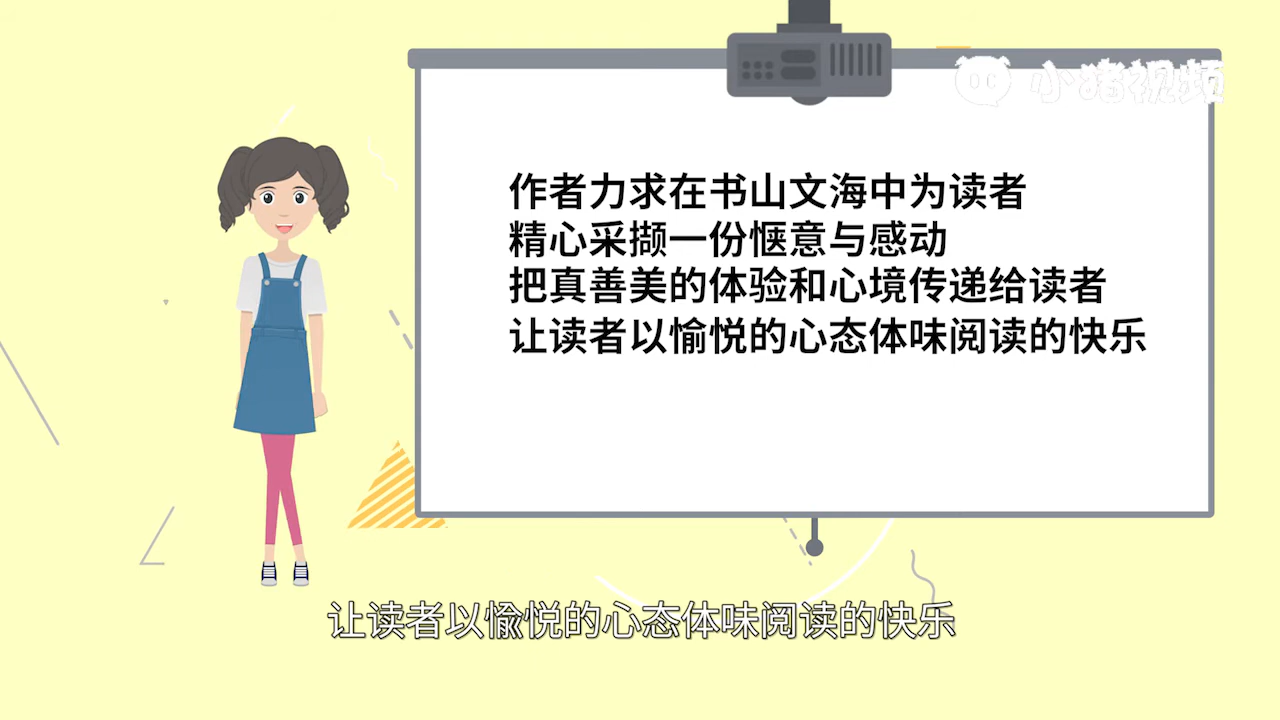 小猪视频
作者力求在书山文海中为读者
精心采撷一份惬意与感动
把真善美的体验和心境传递给读者
让读者以愉悦的心态体味阅读的快乐
让读者以愉悦的心态体味阅读的快乐